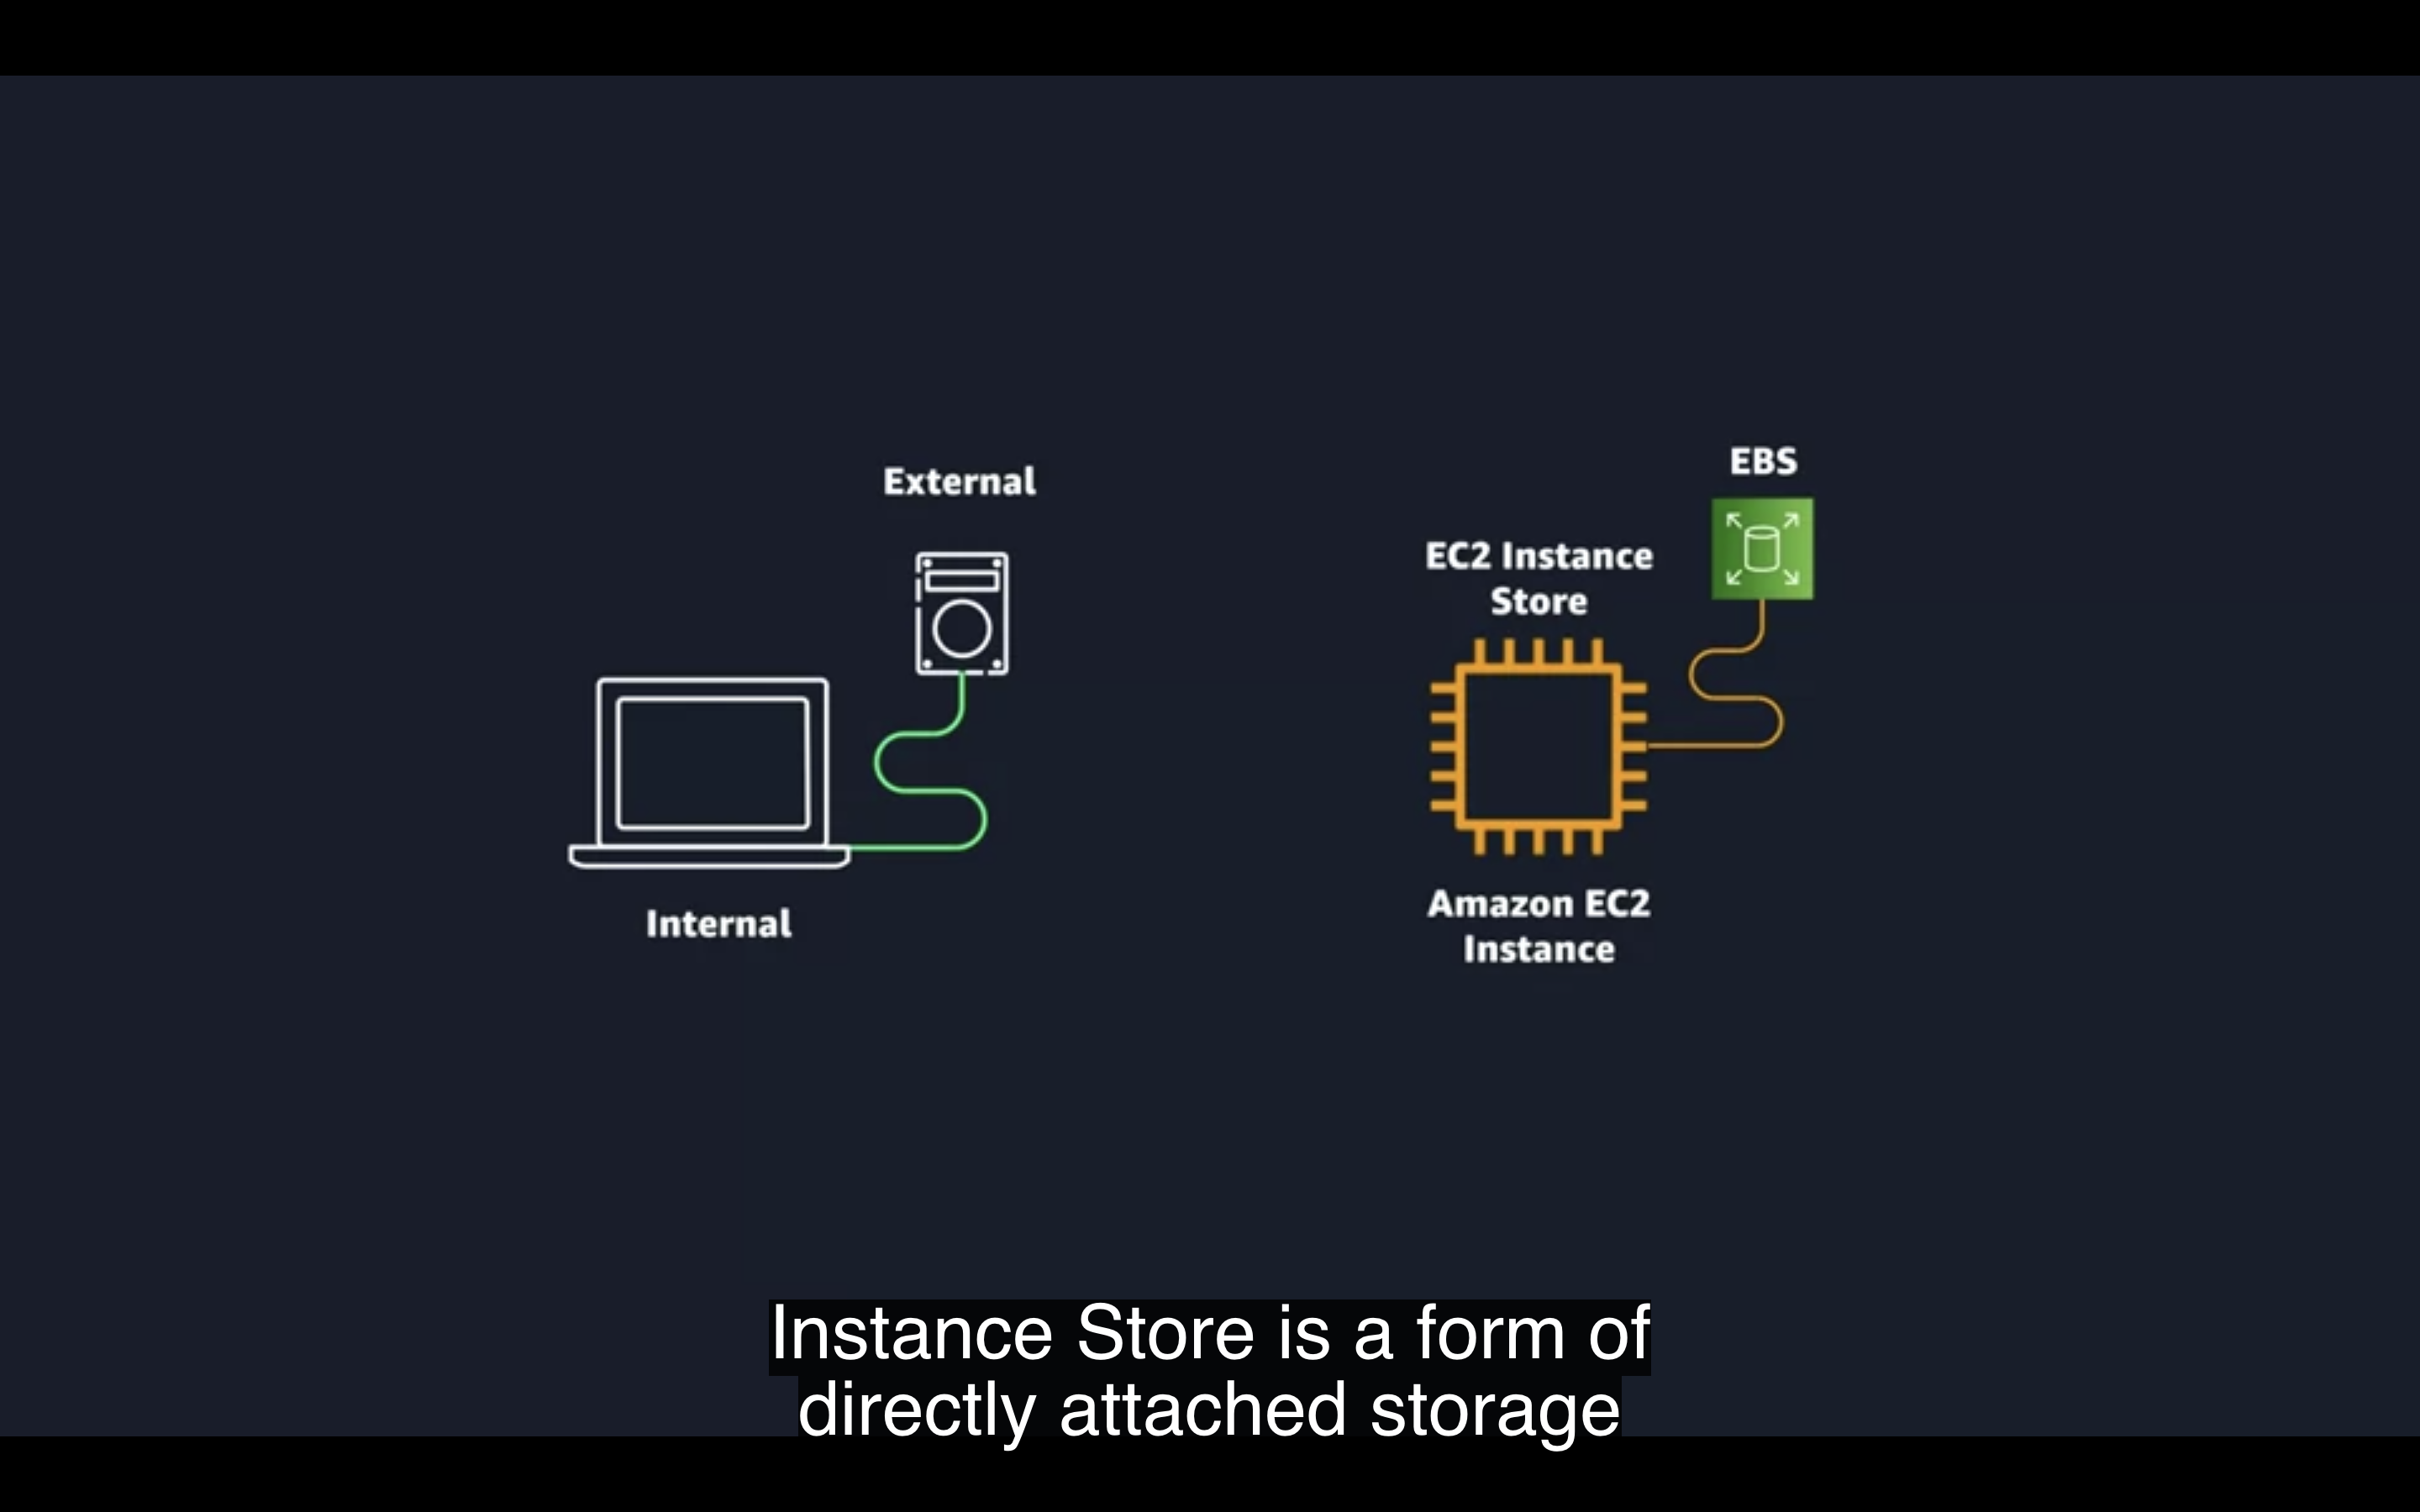 External
Internal
EBS
EC2 Instance
Store
Amazon EC2
Instance
Instance Store is a form of
directly attached storage